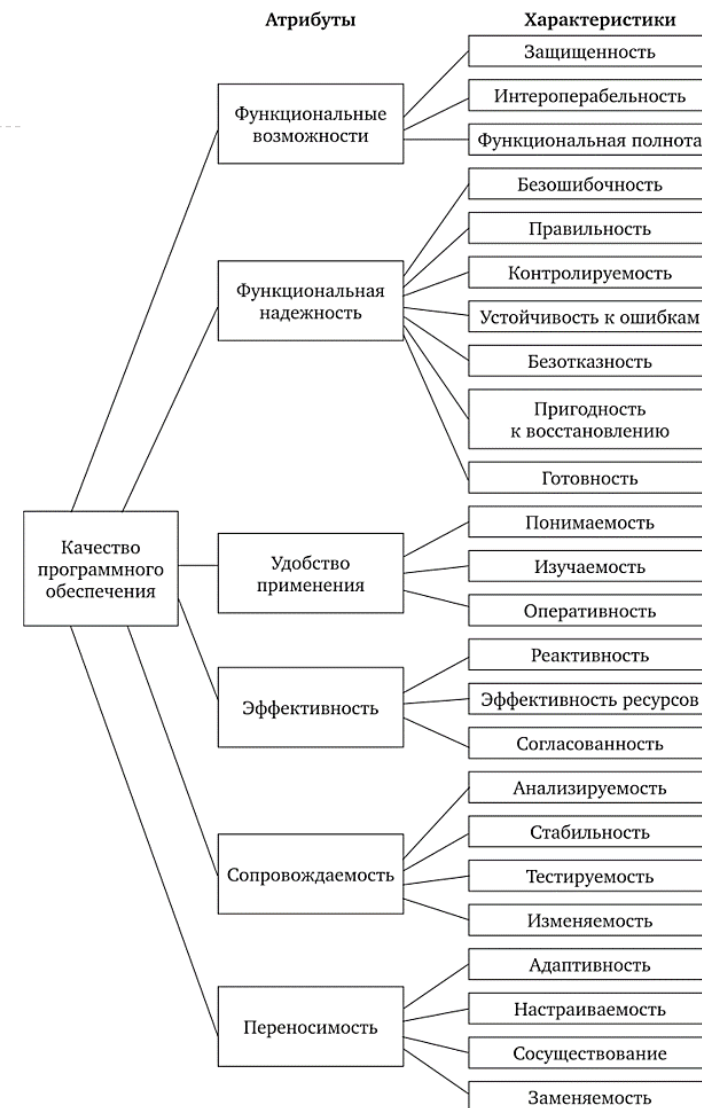 Атрибуты
Характеристики
Качество
программного
обеспечения
Функциональные
возможности
Защищенность
Интероперабельность
Функциональная полнота
Функциональная
надежность
Безошибочность
Правильность
Контролируемость
Устойчивость к ошибкам
Безотказность
Пригодность
к восстановлению
Готовность
Удобство
применения
Понимаемость
Изучаемость
Оперативность
Эффективность
Реактивность
Эффективность ресурсов
Согласованность
Сопровождаемость
Анализируемость
Стабильность
Тестируемость
Изменяемость
Переносимость
Адаптивность
Настраиваемость
Сосуществование
Заменяемость